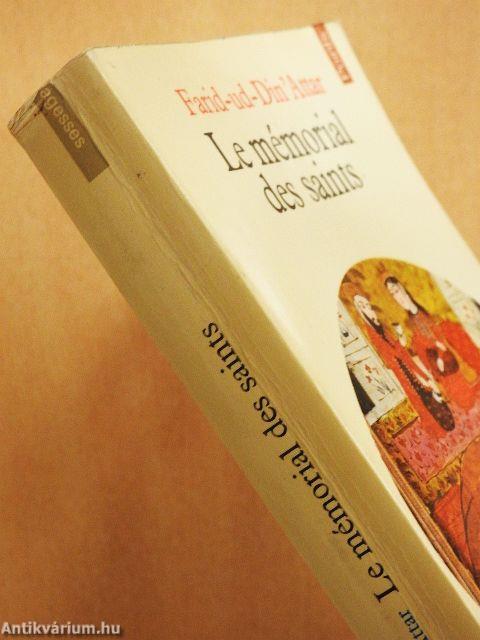 Farid-ud-Din'Attar
Le mémorial
des saints
Le mémorial des saints
Antikvárium.hu